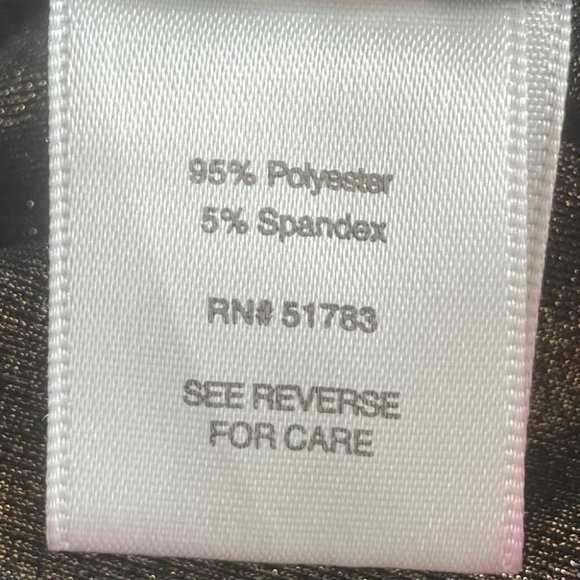 95% Polyester
5% Spandex
RN# 51783
SEE REVERSE
FOR CARE